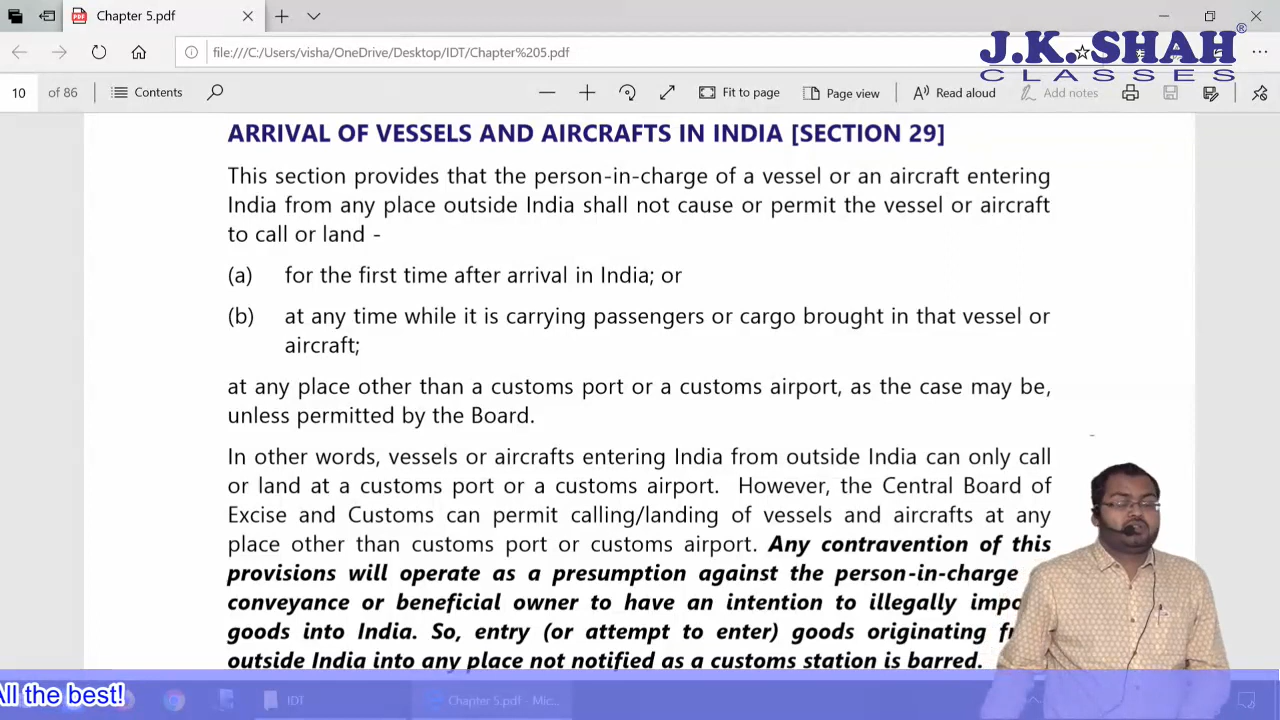 Chapter 5.pdf
file:///C:/Users/visha/OneDrive/Desktop/IDT/Chapter%205.pdf
J.K.SHAH®
CLASSES
10 of 86 Contents Fit to page Page view Read aloud Add notes
ARRIVAL OF VESSELS AND AIRCRAFTS IN INDIA [SECTION 29]
This section provides that the person-in-charge of a vessel or an aircraft entering
India from any place outside India shall not cause or permit the vessel or aircraft
to call or land -
(a) for the first time after arrival in India; or
(b) at any time while it is carrying passengers or cargo brought in that vessel or
aircraft;
at any place other than a customs port or a customs airport, as the case may be,
unless permitted by the Board.
In other words, vessels or aircrafts entering India from outside India can only call
or land at a customs port or a customs airport. However, the Central Board of
Excise and Customs can permit calling/landing of vessels and aircrafts at any
place other than customs port or customs airport. Any contravention of this
provisions will operate as a presumption against the person-in-charge
conveyance or beneficial owner to have an intention to illegally
goods into India. So, entry (or attempt to enter) goods originating
outside India into any place not notified as a customs station is barred.
All the best!
IDT
Chapter 5.pdf - Mic...